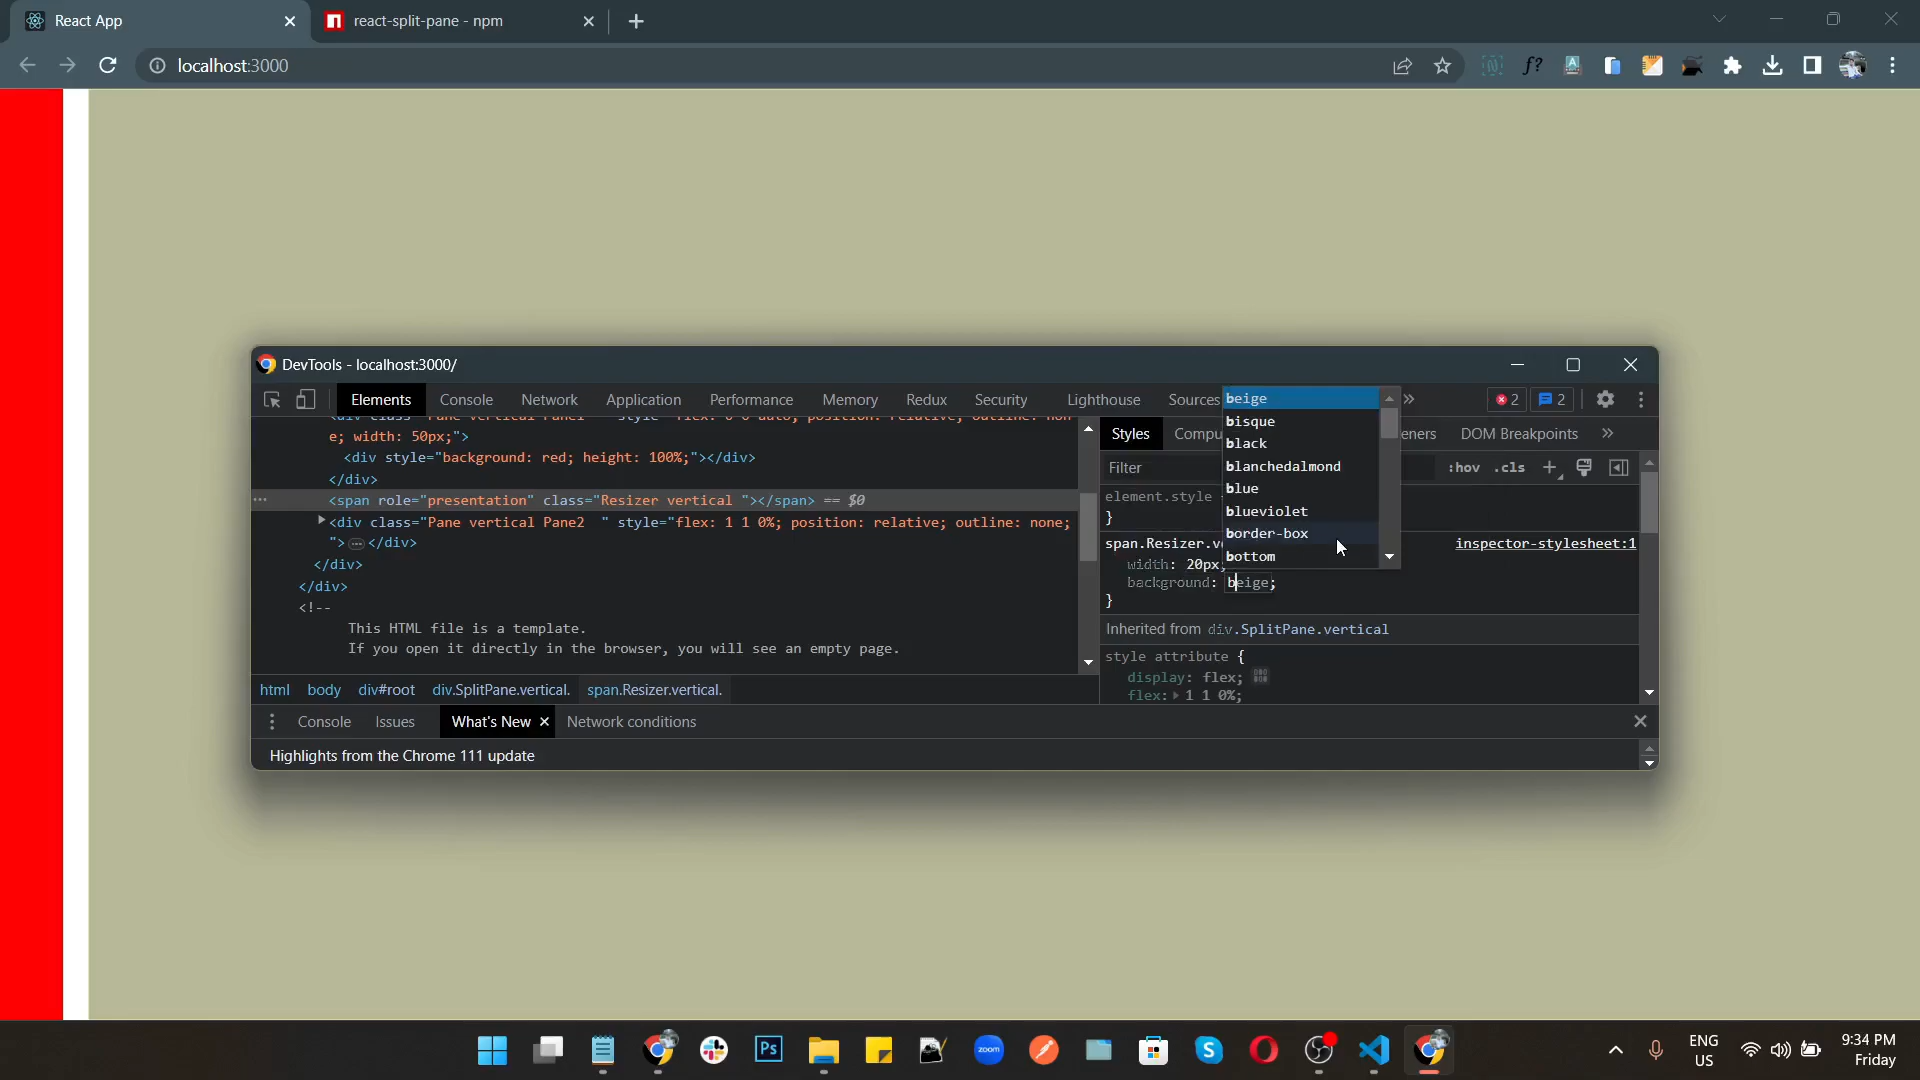 React App
react-split-pane - npm
localhost:3000
DevTools - localhost:3000/
Elements
Console
Network
Application
Performance
Memory
Redux
Security
Lighthouse
Sources
2
2
e; width: 50px;">
<div style="background: red; height: 100%;"></div>
</div>
<span role="presentation" class="Resizer vertical "></span> == $0
<div class="Pane vertical Pane2  " style="flex: 1 1 0%; position: relative; outline: none;
"> </div>
</div>
</div>
<!--
This HTML file is a template.
If you open it directly in the browser, you will see an empty page.
html
body
div#root
div.SplitPane.vertical.
span.Resizer.vertical.
Styles
Compu
eners
DOM Breakpoints
Filter
:hov
.cls
element.style
}
span.Resizer.ve
inspector-stylesheet:1
width: 20px;
background: beige;
}
beige
bisque
black
blanchedalmond
blue
blueviolet
border-box
bottom
Inherited from div.SplitPane.vertical
style attribute {
display: flex;
flex: 1 1 0%;
Console
Issues
What's New
Network conditions
Highlights from the Chrome 111 update
Ps
zoom
ENG
US
9:34 PM
Friday